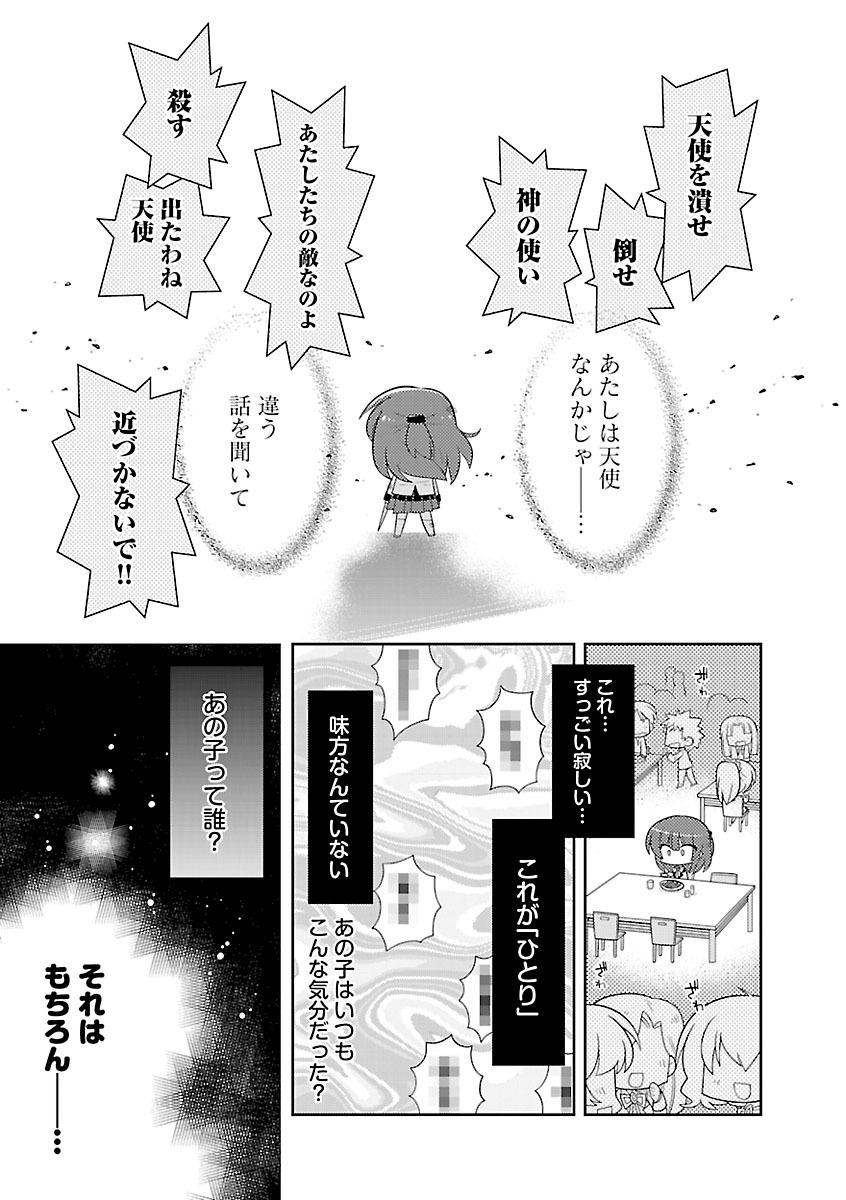 天使を潰せ
倒せ
神の使い
あたしは天使
なんかじゃ――…
あたしたちの敵なのよ
殺す
出たわね
天使
違う
話を聞いて
近づかないで!!
ざわ
ざわ
これ…
すっごい寂しい…
これが「ひとり」
味方なんていない
あの子はいつも
こんな気分だった?
あの子って誰?
それは
もちろん――…